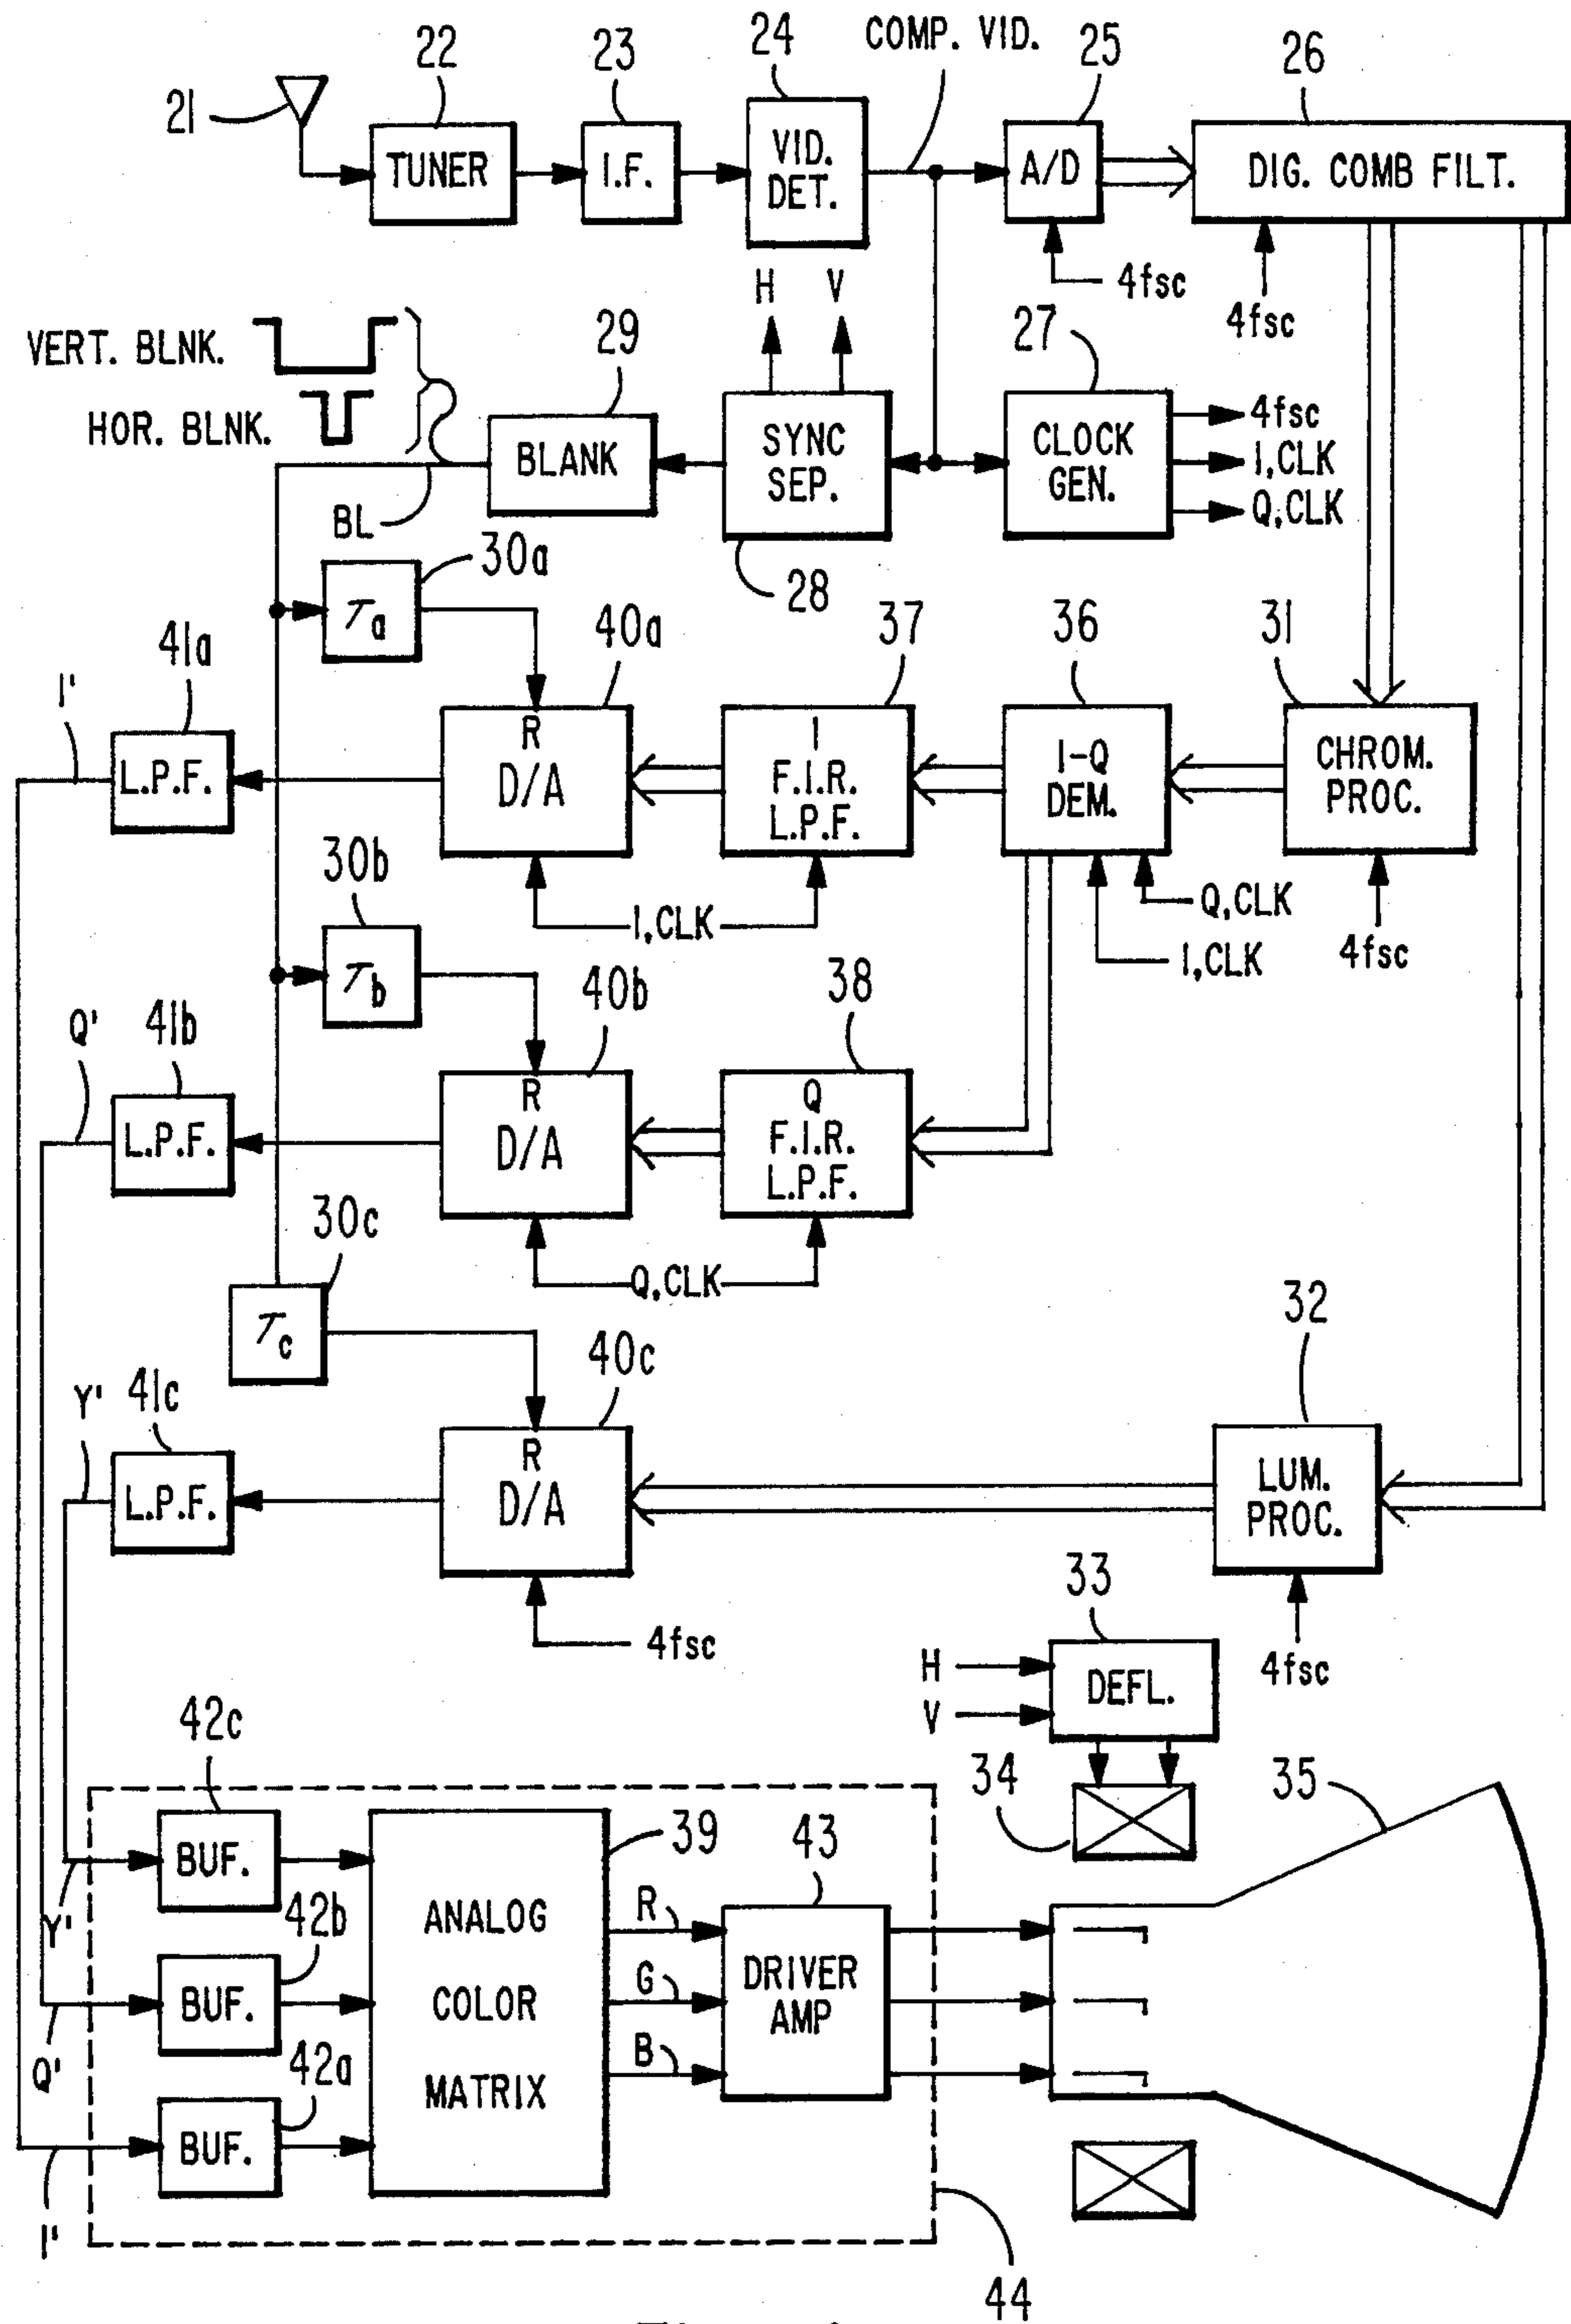 22
23
24
COMP. VID.
25
26
21
TUNER
I.F.
VID.
DET.
A/D
DIG. COMB FILT.
H
V
4fsc
4fsc
VERT. BLNK.
29
27
HOR. BLNK.
BLANK
SYNC
SEP.
CLOCK
GEN.
4fsc
I,CLK
Q,CLK
BL
30a
28
τa
41a
40a
37
36
31
I'
L.P.F.
R
D/A
I
F.I.R.
L.P.F.
I-Q
DEM.
CHROM.
PROC.
30b
I,CLK
Q,CLK
I,CLK
4fsc
τb
40b
38
Q'
41b
L.P.F.
R
D/A
Q
F.I.R.
L.P.F.
30c
Q,CLK
32
τc
40c
Y'
41c
L.P.F.
R
D/A
LUM.
PROC.
33
4fsc
4fsc
H
V
DEFL.
42c
34
35
BUF.
39
43
Y'
42b
ANALOG
COLOR
MATRIX
R
G
B
DRIVER
AMP
BUF.
Q'
42a
BUF.
I'
44